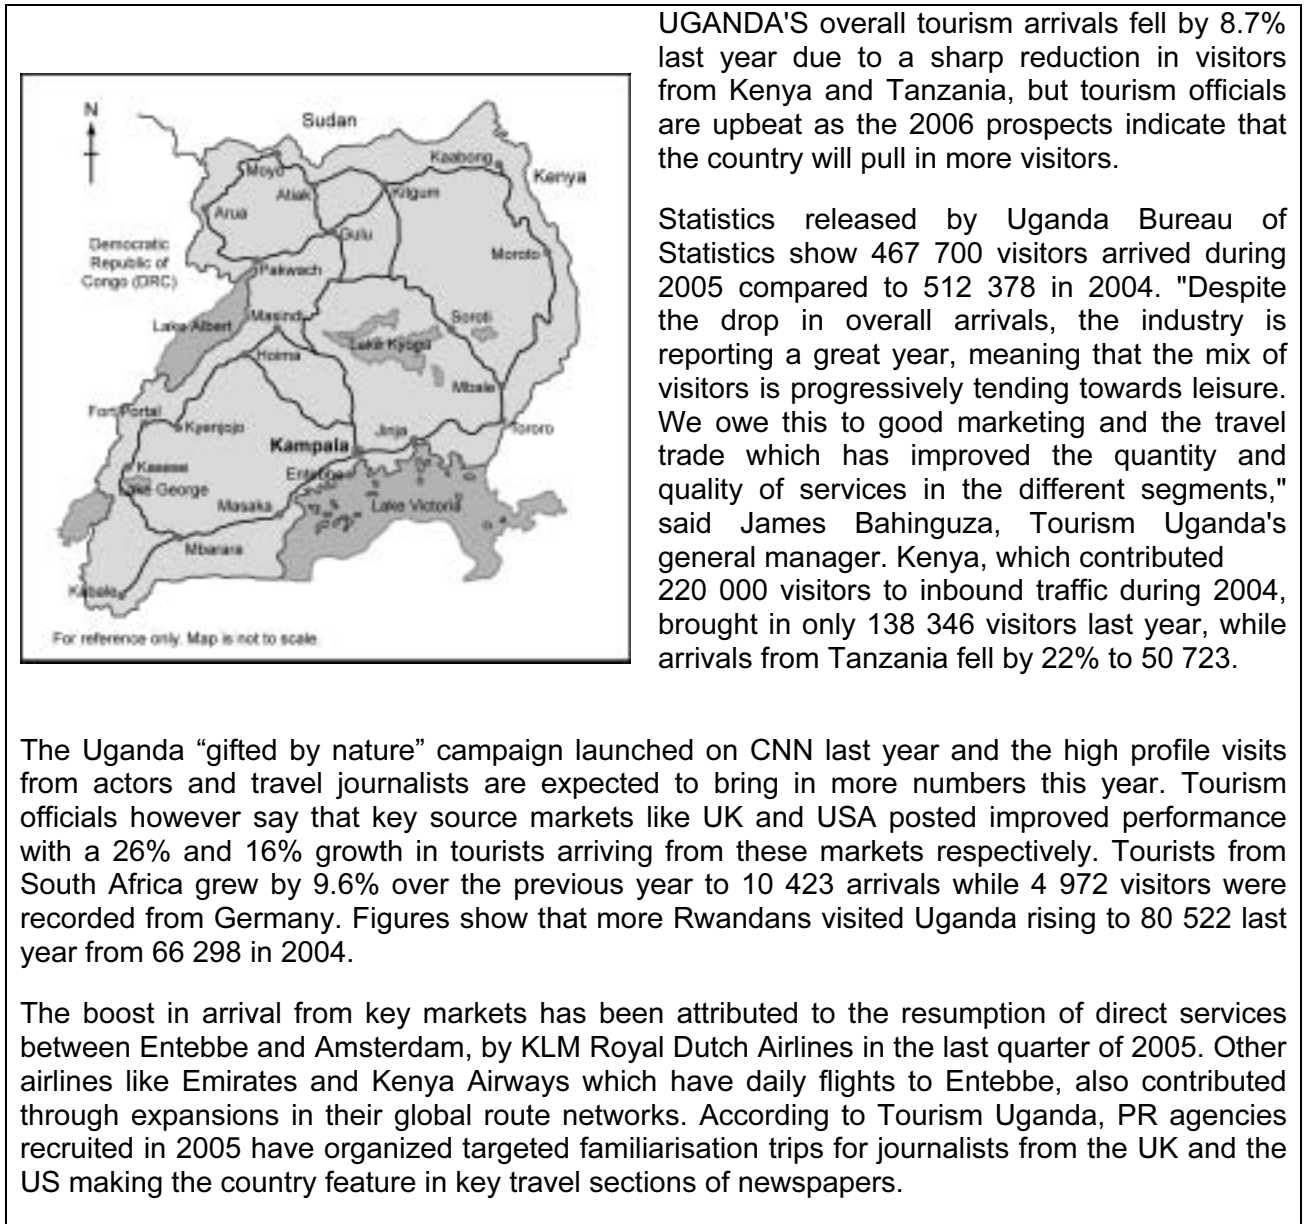 UGANDA'S overall tourism arrivals fell by 8.7%
last year due to a sharp reduction in visitors
from Kenya and Tanzania, but tourism officials
are upbeat as the 2006 prospects indicate that
the country will pull in more visitors.
Statistics released by Uganda Bureau of
Statistics show 467 700 visitors arrived during
2005 compared to 512 378 in 2004. "Despite
the drop in overall arrivals, the industry is
reporting a great year, meaning that the mix of
visitors is progressively tending towards leisure.
We owe this to good marketing and the travel
trade which has improved the quantity and
quality of services in the different segments,"
said James Bahinguza, Tourism Uganda's
general manager. Kenya, which contributed
220 000 visitors to inbound traffic during 2004,
brought in only 138 346 visitors last year, while
arrivals from Tanzania fell by 22% to 50 723.
N
Sudan
Kaabong
Kenya
Moyo
Atiak
Kitgum
Arua
Gulu
Democratic
Republic of
Congo (DRC)
Moroto
Pakwach
Lake Albert
Masindi
Soroti
Lake Kyoga
Hoima
Mbale
Fort Portal
Kyenjojo
Jinja
Tororo
Kampala
Kasese
Entebbe
Lake George
Masaka
Lake Victoria
Mbarara
Kabale
For reference only. Map is not to scale.
The Uganda “gifted by nature” campaign launched on CNN last year and the high profile visits
from actors and travel journalists are expected to bring in more numbers this year. Tourism
officials however say that key source markets like UK and USA posted improved performance
with a 26% and 16% growth in tourists arriving from these markets respectively. Tourists from
South Africa grew by 9.6% over the previous year to 10 423 arrivals while 4 972 visitors were
recorded from Germany. Figures show that more Rwandans visited Uganda rising to 80 522 last
year from 66 298 in 2004.
The boost in arrival from key markets has been attributed to the resumption of direct services
between Entebbe and Amsterdam, by KLM Royal Dutch Airlines in the last quarter of 2005. Other
airlines like Emirates and Kenya Airways which have daily flights to Entebbe, also contributed
through expansions in their global route networks. According to Tourism Uganda, PR agencies
recruited in 2005 have organized targeted familiarisation trips for journalists from the UK and the
US making the country feature in key travel sections of newspapers.